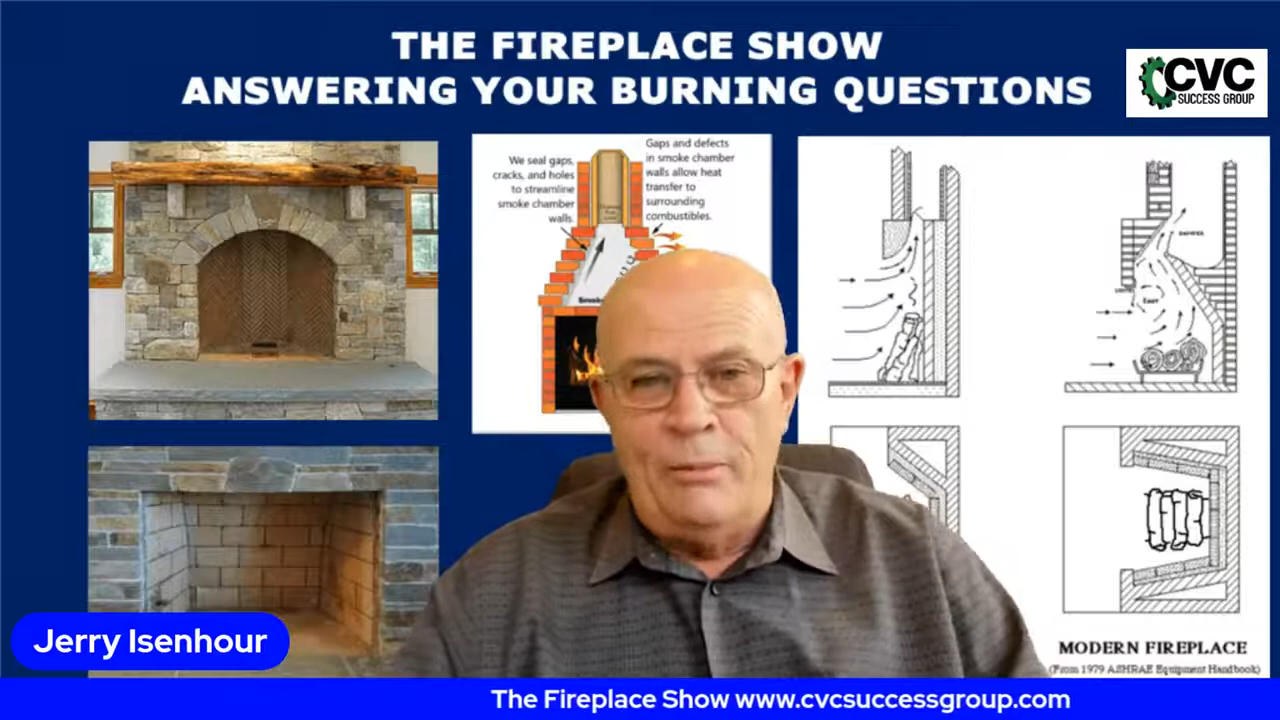 THE FIREPLACE SHOW
ANSWERING YOUR BURNING QUESTIONS
CVC
SUCCESS GROUP
We seal gaps,
cracks, and holes
to streamline
smoke chamber
walls.
Gaps and defects
in smoke chamber
walls allow heat
transfer to
surrounding
combustibles.
DAMPER
Jerry Isenhour
MODERN FIREPLACE
(From 1979 ASHRAE Equipment Handbook)
The Fireplace Show www.cvcsuccessgroup.com